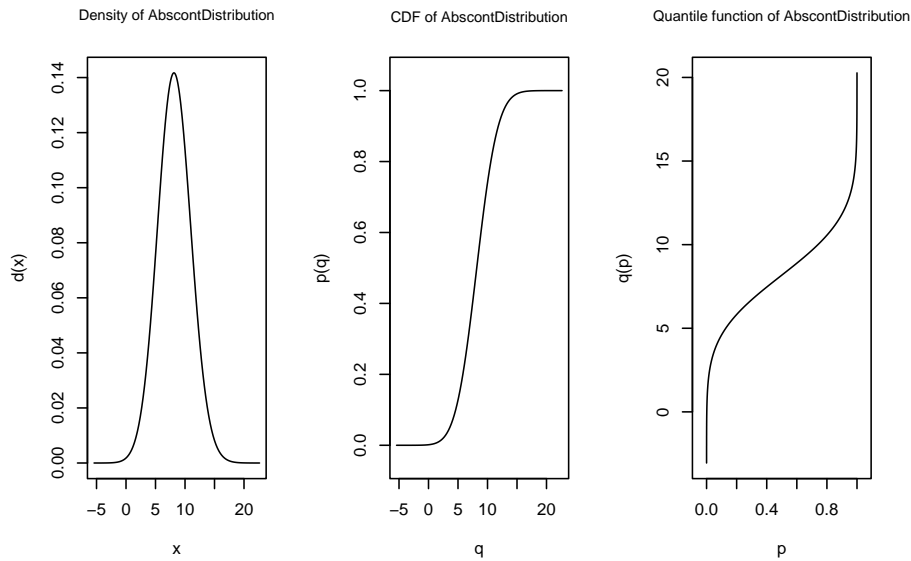 Density of AbscontDistribution
d(x)
0.00 0.02 0.04 0.06 0.08 0.10 0.12 0.14
−5 0 5 10 20
x
CDF of AbscontDistribution
p(q)
0.0 0.2 0.4 0.6 0.8 1.0
−5 0 5 10 20
q
Quantile function of AbscontDistribution
q(p)
0 5 10 15 20
0.0 0.4 0.8
p